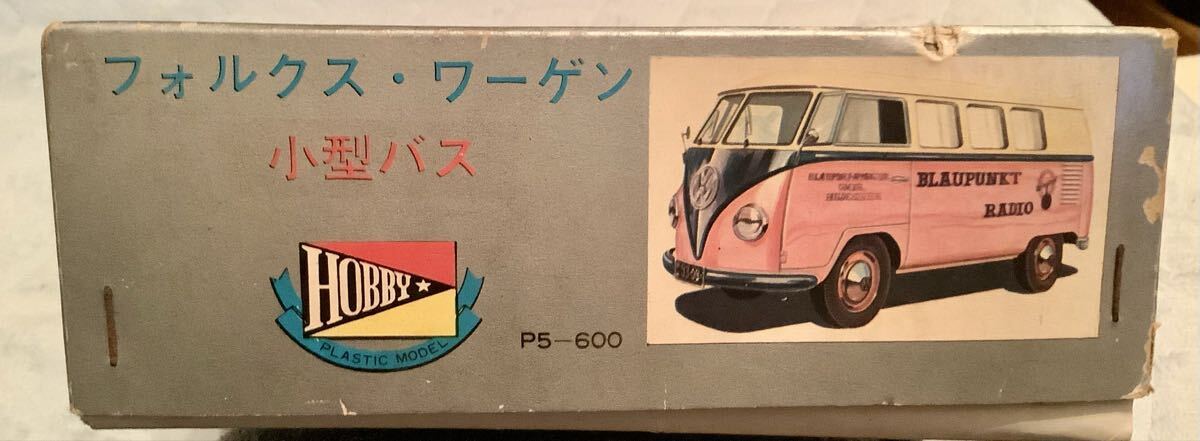 フォルクス・ワーゲン
小型バス
HOBBY
PLASTIC MODEL
P5-600
BLAUPUNKT
RADIO